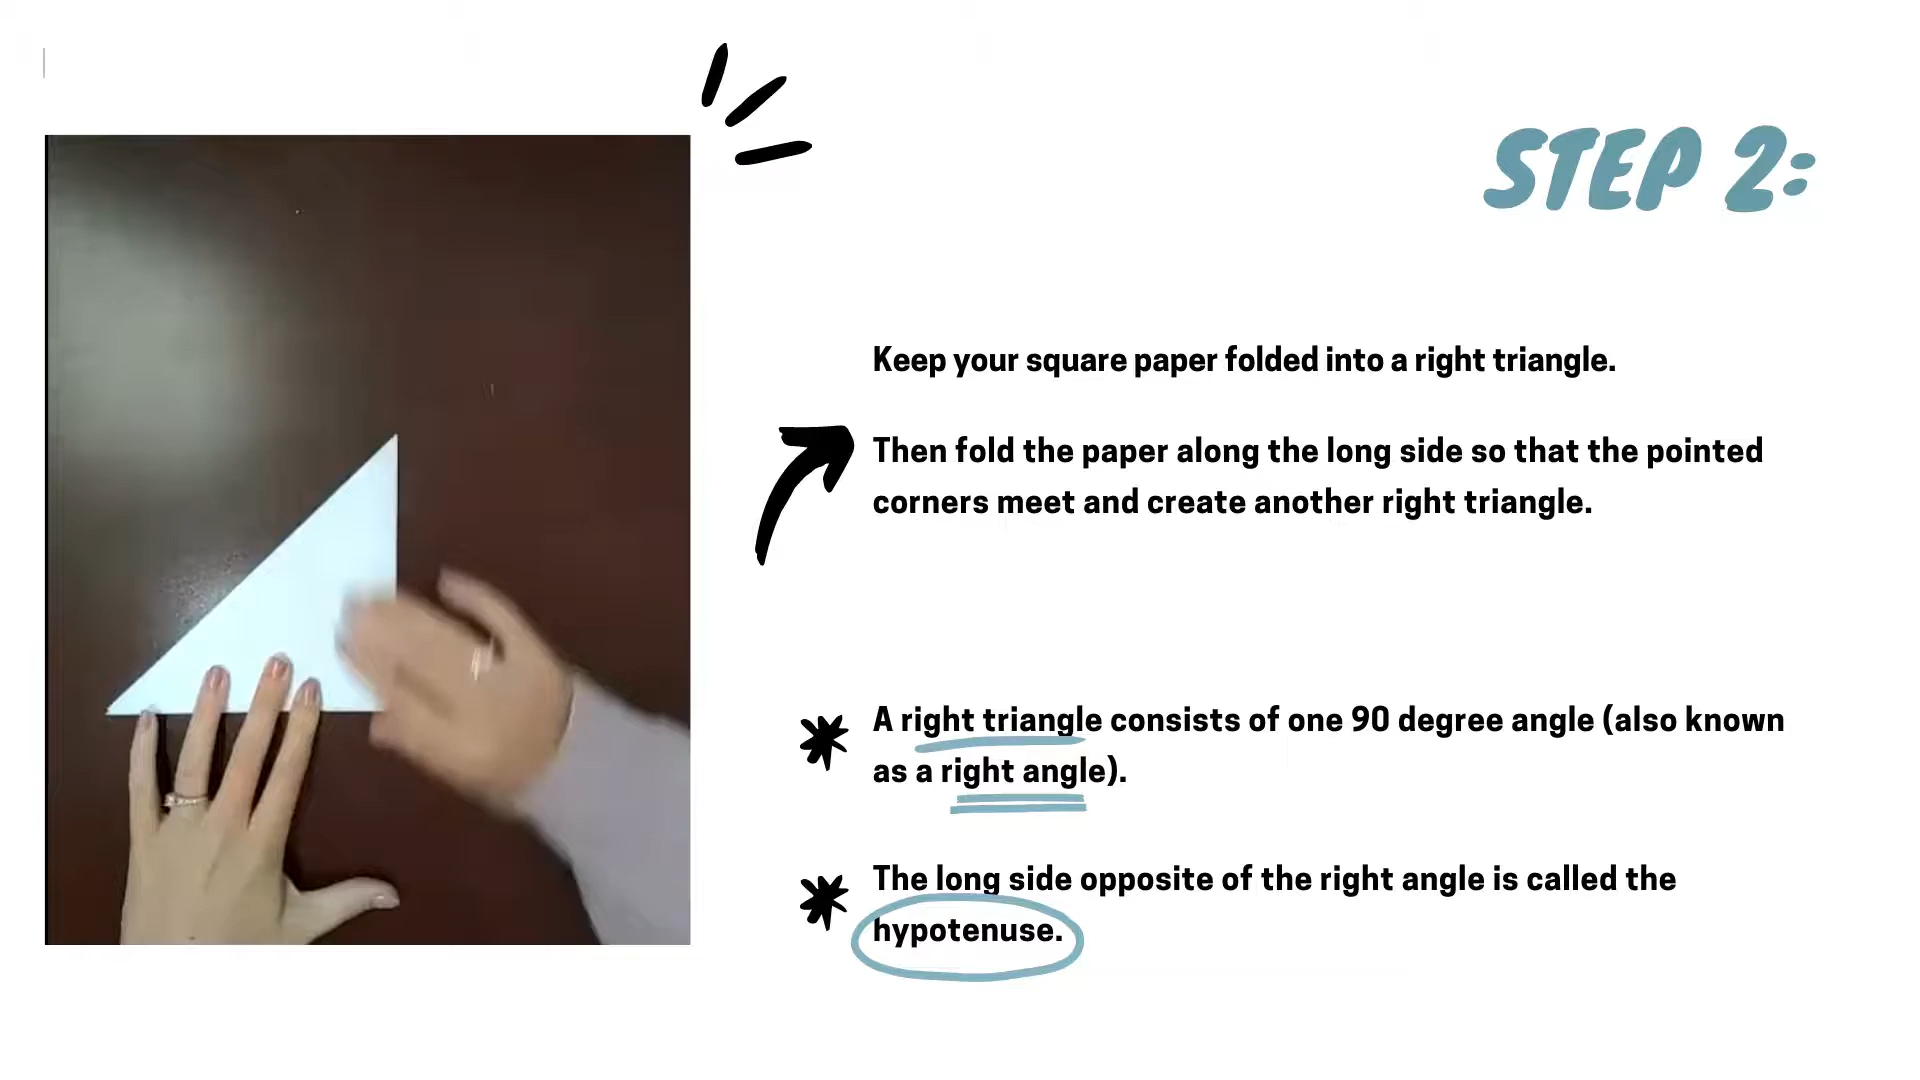 STEP 2:
Keep your square paper folded into a right triangle.
Then fold the paper along the long side so that the pointed
corners meet and create another right triangle.
A right triangle consists of one 90 degree angle (also known
as a right angle).
The long side opposite of the right angle is called the
hypotenuse.